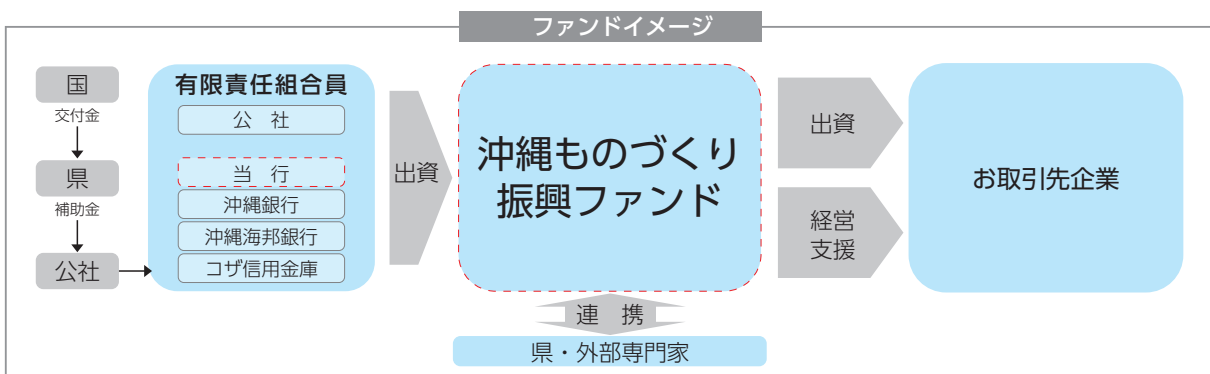 ファンドイメージ
国
交付金
県
補助金
公社
有限責任組合員
公 社
当 行
沖縄銀行
沖縄海邦銀行
コザ信用金庫
出資
沖縄ものづくり
振興ファンド
連 携
県・外部専門家
出資
経営
支援
お取引先企業